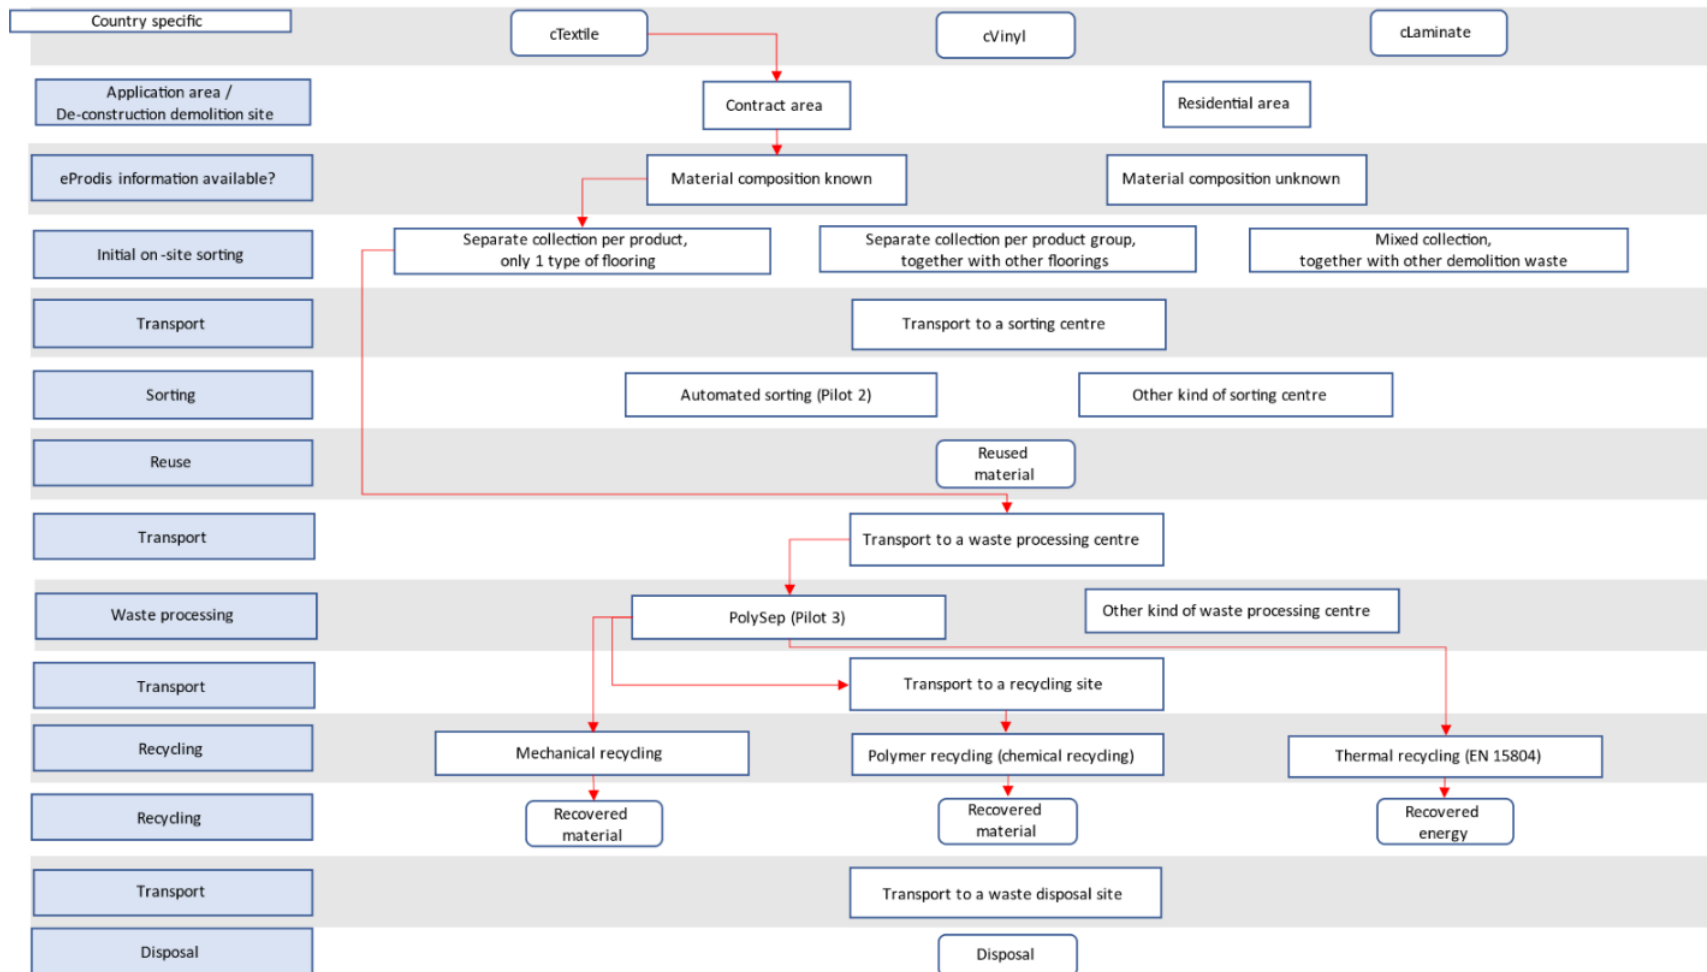 Country specific
cTextile
cVinyl
cLaminate
Application area /
De-construction demolition site
Contract area
Residential area
eProdis information available?
Material composition known
Material composition unknown
Initial on -site sorting
Separate collection per product,
only 1 type of flooring
Separate collection per product group,
together with other floorings
Mixed collection,
together with other demolition waste
Transport
Transport to a sorting centre
Sorting
Automated sorting (Pilot 2)
Other kind of sorting centre
Reuse
Reused
material
Transport
Transport to a waste processing centre
Waste processing
PolySep (Pilot 3)
Other kind of waste processing centre
Transport
Transport to a recycling site
Recycling
Mechanical recycling
Polymer recycling (chemical recycling)
Thermal recycling (EN 15804)
Recycling
Recovered
material
Recovered
material
Recovered
energy
Transport
Transport to a waste disposal site
Disposal
Disposal